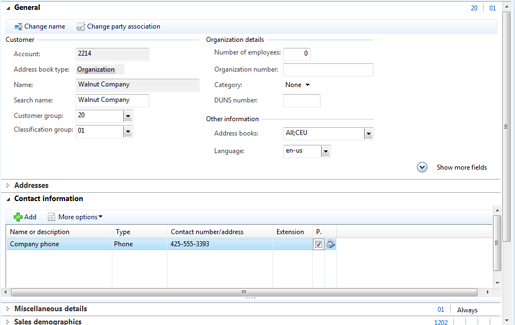 General 20 01
Change name Change party association
Customer
Account: 2214
Address book type: Organization
Name: Walnut Company
Search name: Walnut Company
Customer group: 20
Classification group: 01
Organization details
Number of employees: 0
Organization number:
Category: None
DUNS number:
Other information
Address books: All;CEU
Language: en-us
Show more fields
Addresses
Contact information
Add More options
Name or description Type Contact number/address Extension P.
Company phone Phone 425-555-3393
Miscellaneous details 01 Always
Sales demographics 1202